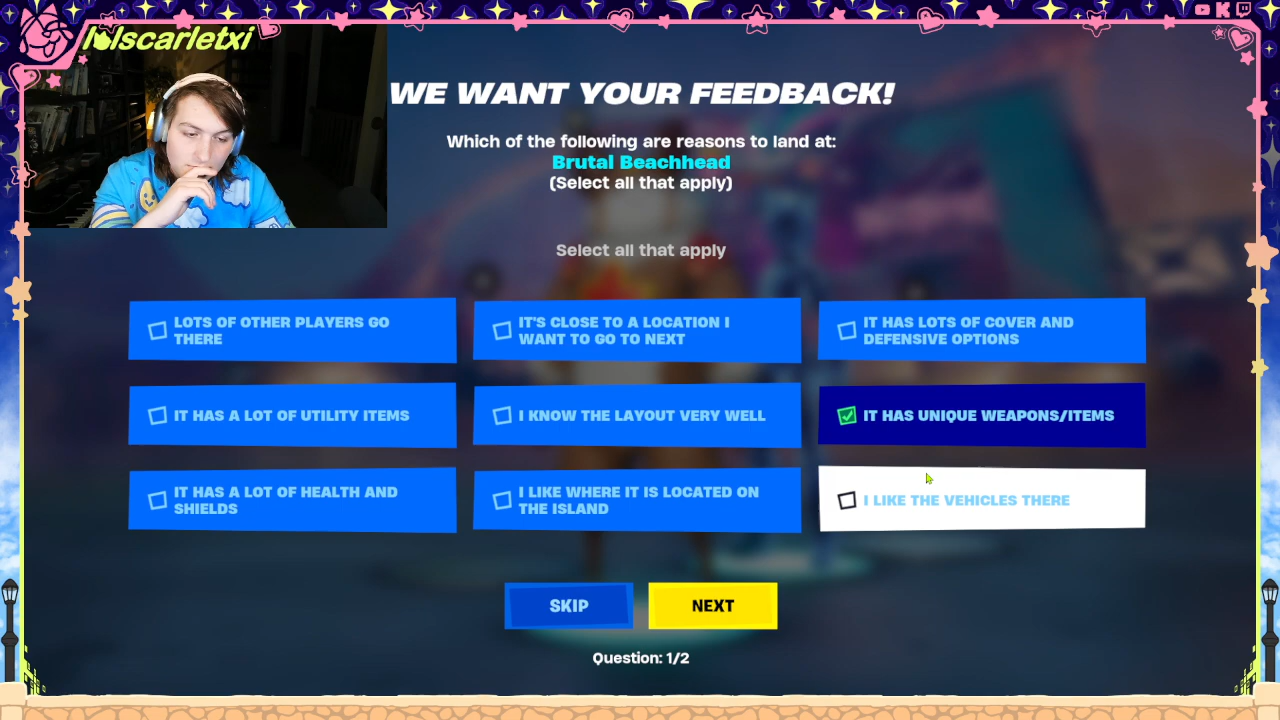 lolscarletxi
WE WANT YOUR FEEDBACK!
Which of the following are reasons to land at:
Brutal Beachhead
(Select all that apply)
Select all that apply
LOTS OF OTHER PLAYERS GO
THERE
IT'S CLOSE TO A LOCATION I
WANT TO GO TO NEXT
IT HAS LOTS OF COVER AND
DEFENSIVE OPTIONS
IT HAS A LOT OF UTILITY ITEMS
I KNOW THE LAYOUT VERY WELL
IT HAS UNIQUE WEAPONS/ITEMS
IT HAS A LOT OF HEALTH AND
SHIELDS
I LIKE WHERE IT IS LOCATED ON
THE ISLAND
I LIKE THE VEHICLES THERE
SKIP
NEXT
Question: 1/2